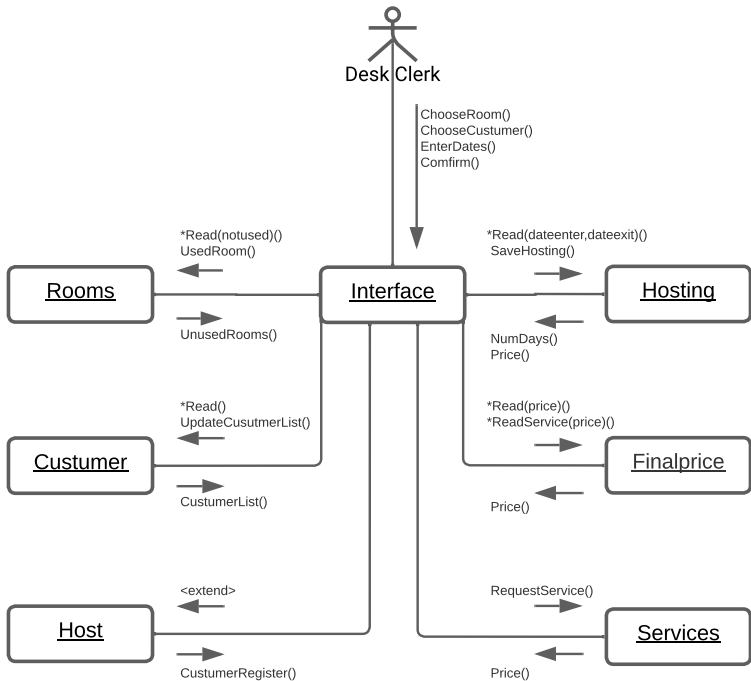 Desk Clerk
ChooseRoom()
ChooseCustumer()
EnterDates()
Comfirm()
*Read(notused)()
UsedRoom()
*Read(dateenter,dateexit)()
SaveHosting()
Rooms
Interface
Hosting
UnusedRooms()
NumDays()
Price()
*Read()
UpdateCusutmerList()
*Read(price)()
*ReadService(price)()
Custumer
Finalprice
CustumerList()
Price()
<extend>
RequestService()
Host
Services
CustumerRegister()
Price()